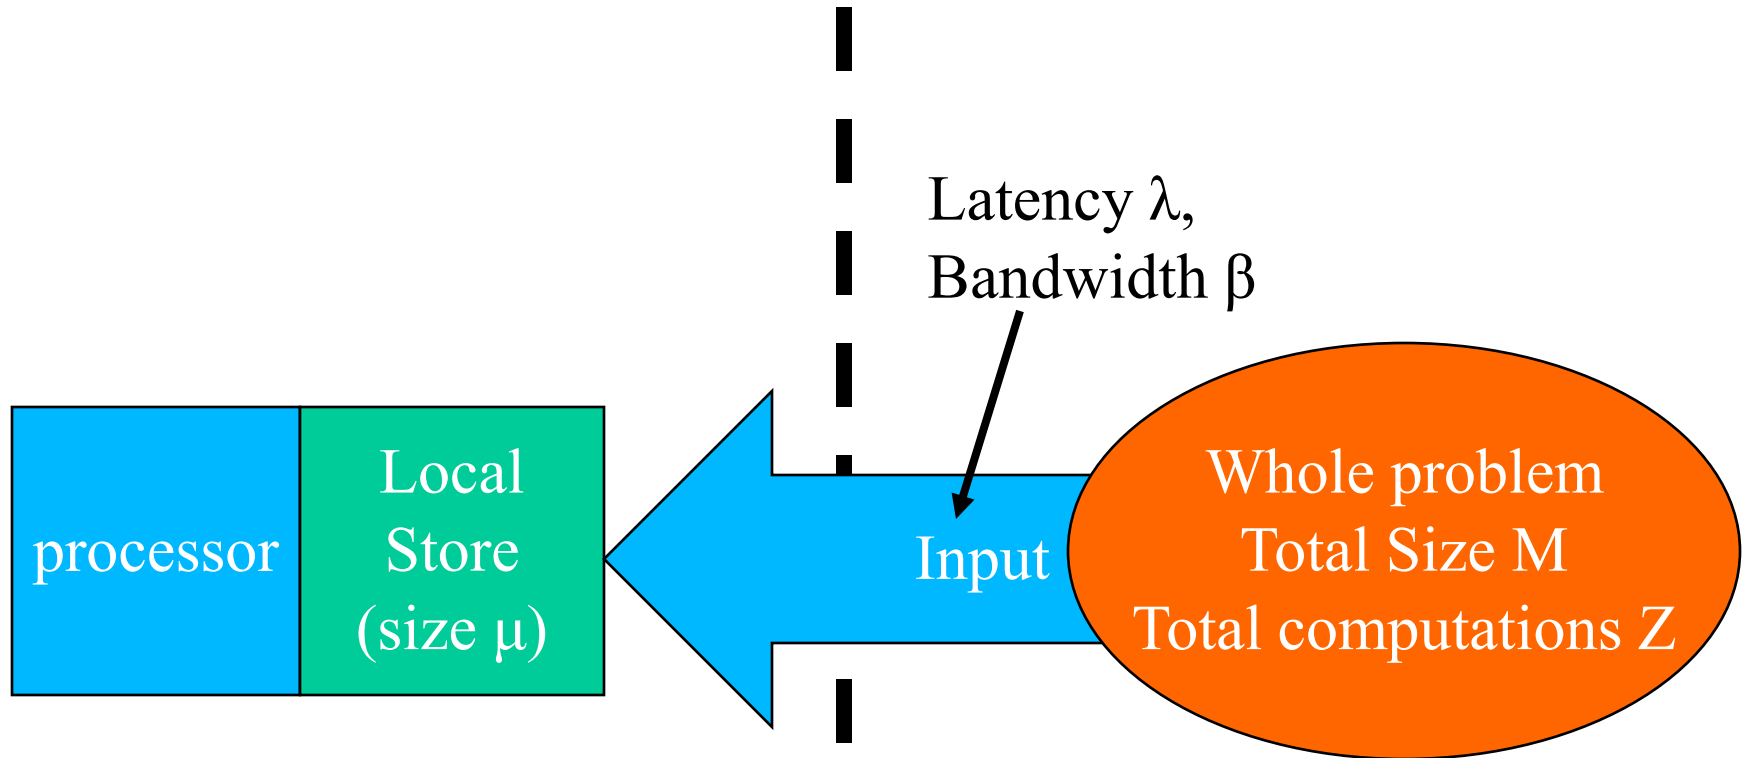 Latency λ,
Bandwidth β
processor
Local
Store
(size μ)
Input
Whole problem
Total Size M
Total computations Z